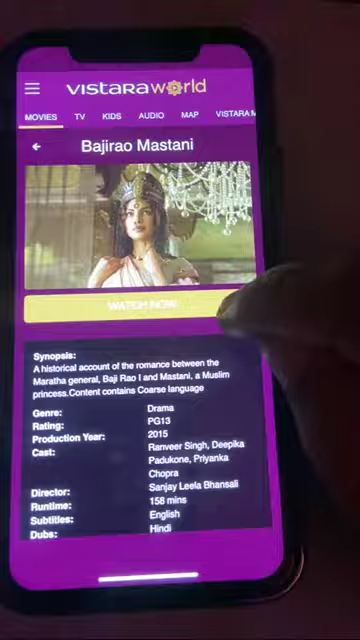 vistara world
MOVIES TV KIDS AUDIO MAP VISTARA M
Bajirao Mastani
WATCH NOW
Synopsis:
A historical account of the romance between the
Maratha general, Baji Rao I and Mastani, a Muslim
princess.Content contains Coarse language
Genre: Drama
Rating: PG13
Production Year: 2015
Cast: Ranveer Singh, Deepika
Padukone, Priyanka
Chopra
Director: Sanjay Leela Bhansali
Runtime: 158 mins
Subtitles: English
Dubs: Hindi